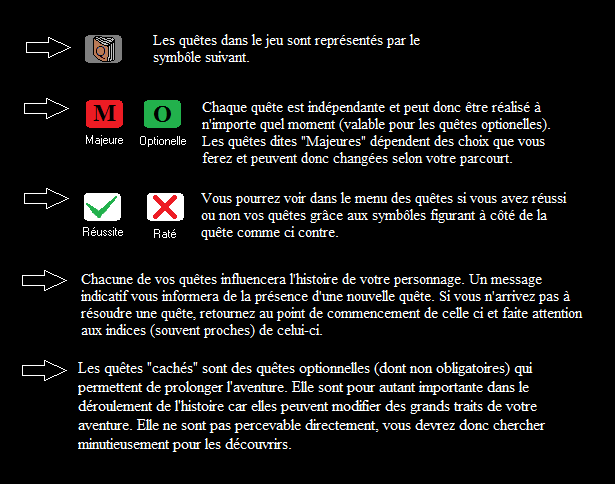 Les quêtes dans le jeu sont représentés par le
symbôle suivant.
M O
Majeure Optionelle
Chaque quête est indépendante et peut donc être réalisé à
n'importe quel moment (valable pour les quêtes optionelles).
Les quêtes dites "Majeures" dépendent des choix que vous
ferez et peuvent donc changées selon votre parcourt.
Réussite Raté
Vous pourrez voir dans le menu des quêtes si vous avez réussi
ou non vos quêtes grâce aux symbôles figurant à côté de la
quête comme ci contre.
Chacune de vos quêtes influencera l'histoire de votre personnage. Un message
indicatif vous informera de la présence d'une nouvelle quête. Si vous n'arrivez pas à
résoudre une quête, retournez au point de commencement de celle ci et faite attention
aux indices (souvent proches) de celui-ci.
Les quêtes "cachés" sont des quêtes optionnelles (dont non obligatoires) qui
permettent de prolonger l'aventure. Elle sont pour autant importante dans le
déroulement de l'histoire car elles peuvent modifier des grands traits de votre
aventure. Elle ne sont pas percevable directement, vous devrez donc chercher
minutieusement pour les découvrirs.